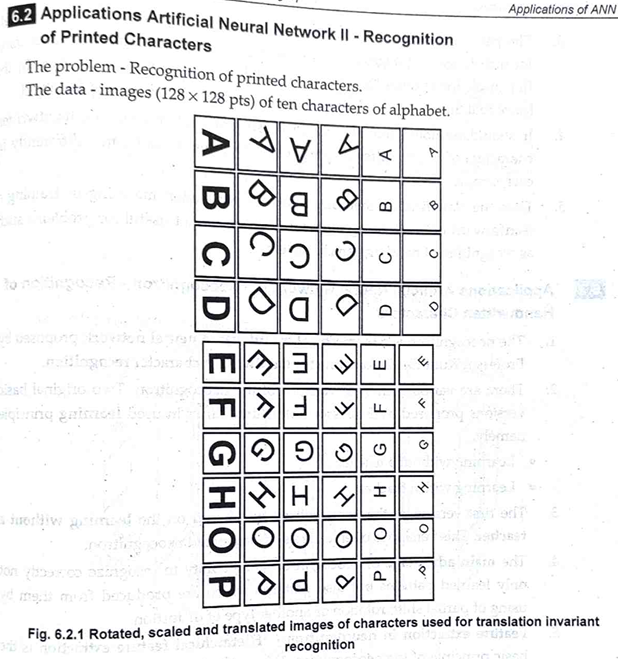 Applications of ANN
6.2 Applications Artificial Neural Network II - Recognition
of Printed Characters
The problem - Recognition of printed characters.
The data - images (128 × 128 pts) of ten characters of alphabet.
A A A A A A
B B B B B B
C C C C C C
D D D D D D
E E E E E E
F F F F F F
G G G G G G
H H H H H H
O O O O O O
P P P P P P
Fig. 6.2.1 Rotated, scaled and translated images of characters used for translation invariant
recognition